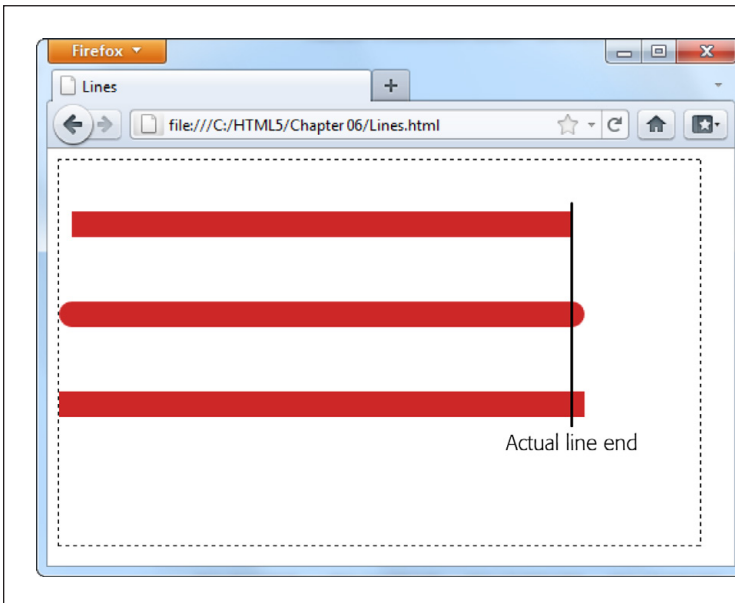 Firefox
Lines
file:///C:/HTML5/Chapter 06/Lines.html
Actual line end